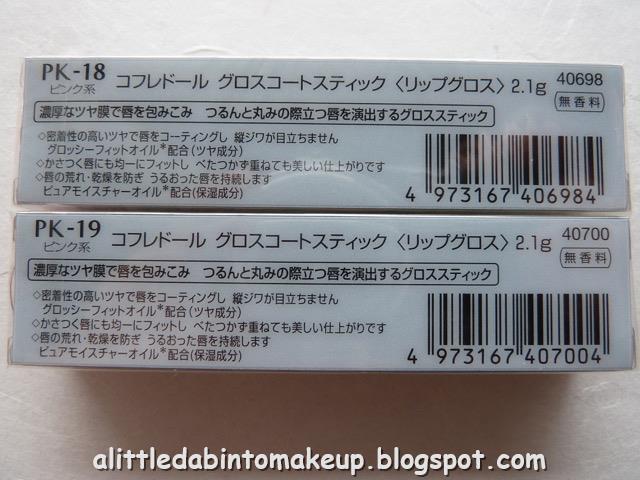 PK-18 コフレドール グロスコートスティック〈リップグロス〉2.1g 40698
ピンク系 無香料
濃厚なツヤ膜で唇を包みこみ つるんと丸みの際立つ唇を演出するグロススティック
◇密着性の高いツヤで唇をコーティングし 縦ジワが目立ちません
グロッシーフィットオイル*配合(ツヤ成分)
◇かさつく唇にも均一にフィットし べたつかず重ねても美しい仕上がりです
◇唇の荒れ・乾燥を防ぎ うるおった唇を持続します
ピュアモイスチャーオイル*配合(保湿成分)
4 973167 406984
PK-19 コフレドール グロスコートスティック〈リップグロス〉2.1g 40700
ピンク系 無香料
濃厚なツヤ膜で唇を包みこみ つるんと丸みの際立つ唇を演出するグロススティック
◇密着性の高いツヤで唇をコーティングし 縦ジワが目立ちません
グロッシーフィットオイル*配合(ツヤ成分)
◇かさつく唇にも均一にフィットし べたつかず重ねても美しい仕上がりです
◇唇の荒れ・乾燥を防ぎ うるおった唇を持続します
ピュアモイスチャーオイル*配合(保湿成分)
4 973167 407004
alittledabintomakeup.blogspot.com